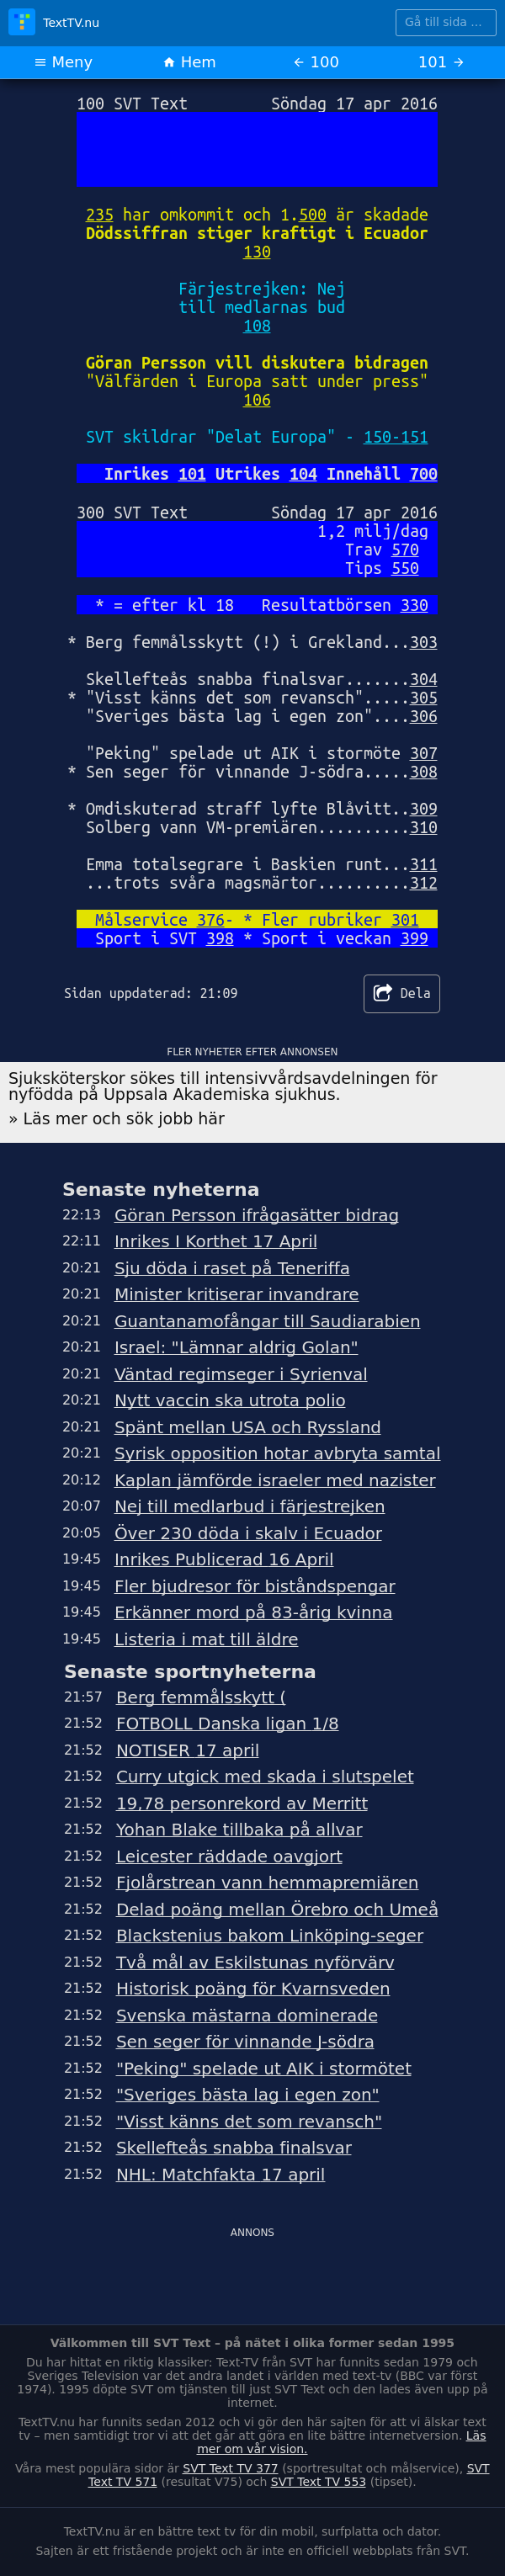 TextTV.nu
Gå till sida ...
Meny
Hem
100
101
100 SVT Text Söndag 17 apr 2016
235 har omkommit och 1.500 är skadade
Dödssiffran stiger kraftigt i Ecuador
130
Färjestrejken: Nej
till medlarnas bud
108
Göran Persson vill diskutera bidragen
"Välfärden i Europa satt under press"
106
SVT skildrar "Delat Europa" - 150-151
Inrikes 101 Utrikes 104 Innehåll 700
300 SVT Text Söndag 17 apr 2016
1,2 milj/dag
Trav 570
Tips 550
* = efter kl 18 Resultatbörsen 330
* Berg femmålsskytt (!) i Grekland...303
Skellefteås snabba finalsvar.......304
* "Visst känns det som revansch".....305
"Sveriges bästa lag i egen zon"....306
"Peking" spelade ut AIK i stormöte 307
* Sen seger för vinnande J-södra.....308
* Omdiskuterad straff lyfte Blåvitt..309
Solberg vann VM-premiären..........310
Emma totalsegrare i Baskien runt...311
...trots svåra magsmärtor..........312
Målservice 376- * Fler rubriker 301
Sport i SVT 398 * Sport i veckan 399
Sidan uppdaterad: 21:09
Dela
FLER NYHETER EFTER ANNONSEN
Sjuksköterskor sökes till intensivvårdsavdelningen för
nyfödda på Uppsala Akademiska sjukhus.
» Läs mer och sök jobb här
Senaste nyheterna
22:13 Göran Persson ifrågasätter bidrag
22:11 Inrikes I Korthet 17 April
20:21 Sju döda i raset på Teneriffa
20:21 Minister kritiserar invandrare
20:21 Guantanamofångar till Saudiarabien
20:21 Israel: "Lämnar aldrig Golan"
20:21 Väntad regimseger i Syrienval
20:21 Nytt vaccin ska utrota polio
20:21 Spänt mellan USA och Ryssland
20:21 Syrisk opposition hotar avbryta samtal
20:12 Kaplan jämförde israeler med nazister
20:07 Nej till medlarbud i färjestrejken
20:05 Över 230 döda i skalv i Ecuador
19:45 Inrikes Publicerad 16 April
19:45 Fler bjudresor för biståndspengar
19:45 Erkänner mord på 83-årig kvinna
19:45 Listeria i mat till äldre
Senaste sportnyheterna
21:57 Berg femmålsskytt (
21:52 FOTBOLL Danska ligan 1/8
21:52 NOTISER 17 april
21:52 Curry utgick med skada i slutspelet
21:52 19,78 personrekord av Merritt
21:52 Yohan Blake tillbaka på allvar
21:52 Leicester räddade oavgjort
21:52 Fjolårstrean vann hemmapremiären
21:52 Delad poäng mellan Örebro och Umeå
21:52 Blackstenius bakom Linköping-seger
21:52 Två mål av Eskilstunas nyförvärv
21:52 Historisk poäng för Kvarnsveden
21:52 Svenska mästarna dominerade
21:52 Sen seger för vinnande J-södra
21:52 "Peking" spelade ut AIK i stormötet
21:52 "Sveriges bästa lag i egen zon"
21:52 "Visst känns det som revansch"
21:52 Skellefteås snabba finalsvar
21:52 NHL: Matchfakta 17 april
ANNONS
Välkommen till SVT Text – på nätet i olika former sedan 1995
Du har hittat en riktig klassiker: Text-TV från SVT har funnits sedan 1979 och
Sveriges Television var det andra landet i världen med text-tv (BBC var först
1974). 1995 döpte SVT om tjänsten till just SVT Text och den lades även upp på
internet.
TextTV.nu har funnits sedan 2012 och vi gör den här sajten för att vi älskar text
tv – men samtidigt tror vi att det går att göra en lite bättre internetversion. Läs
mer om vår vision.
Våra mest populära sidor är SVT Text TV 377 (sportresultat och målservice), SVT
Text TV 571 (resultat V75) och SVT Text TV 553 (tipset).
TextTV.nu är en bättre text tv för din mobil, surfplatta och dator.
Sajten är ett fristående projekt och är inte en officiell webbplats från SVT.